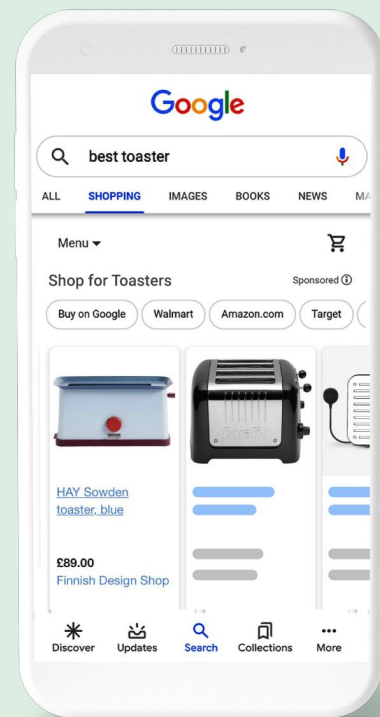 Google
best toaster
ALL SHOPPING IMAGES BOOKS NEWS
Menu
Shop for Toasters Sponsored
Buy on Google Walmart Amazon.com Target
HAY Sowden
toaster, blue
£89.00
Finnish Design Shop
Discover Updates Search Collections More